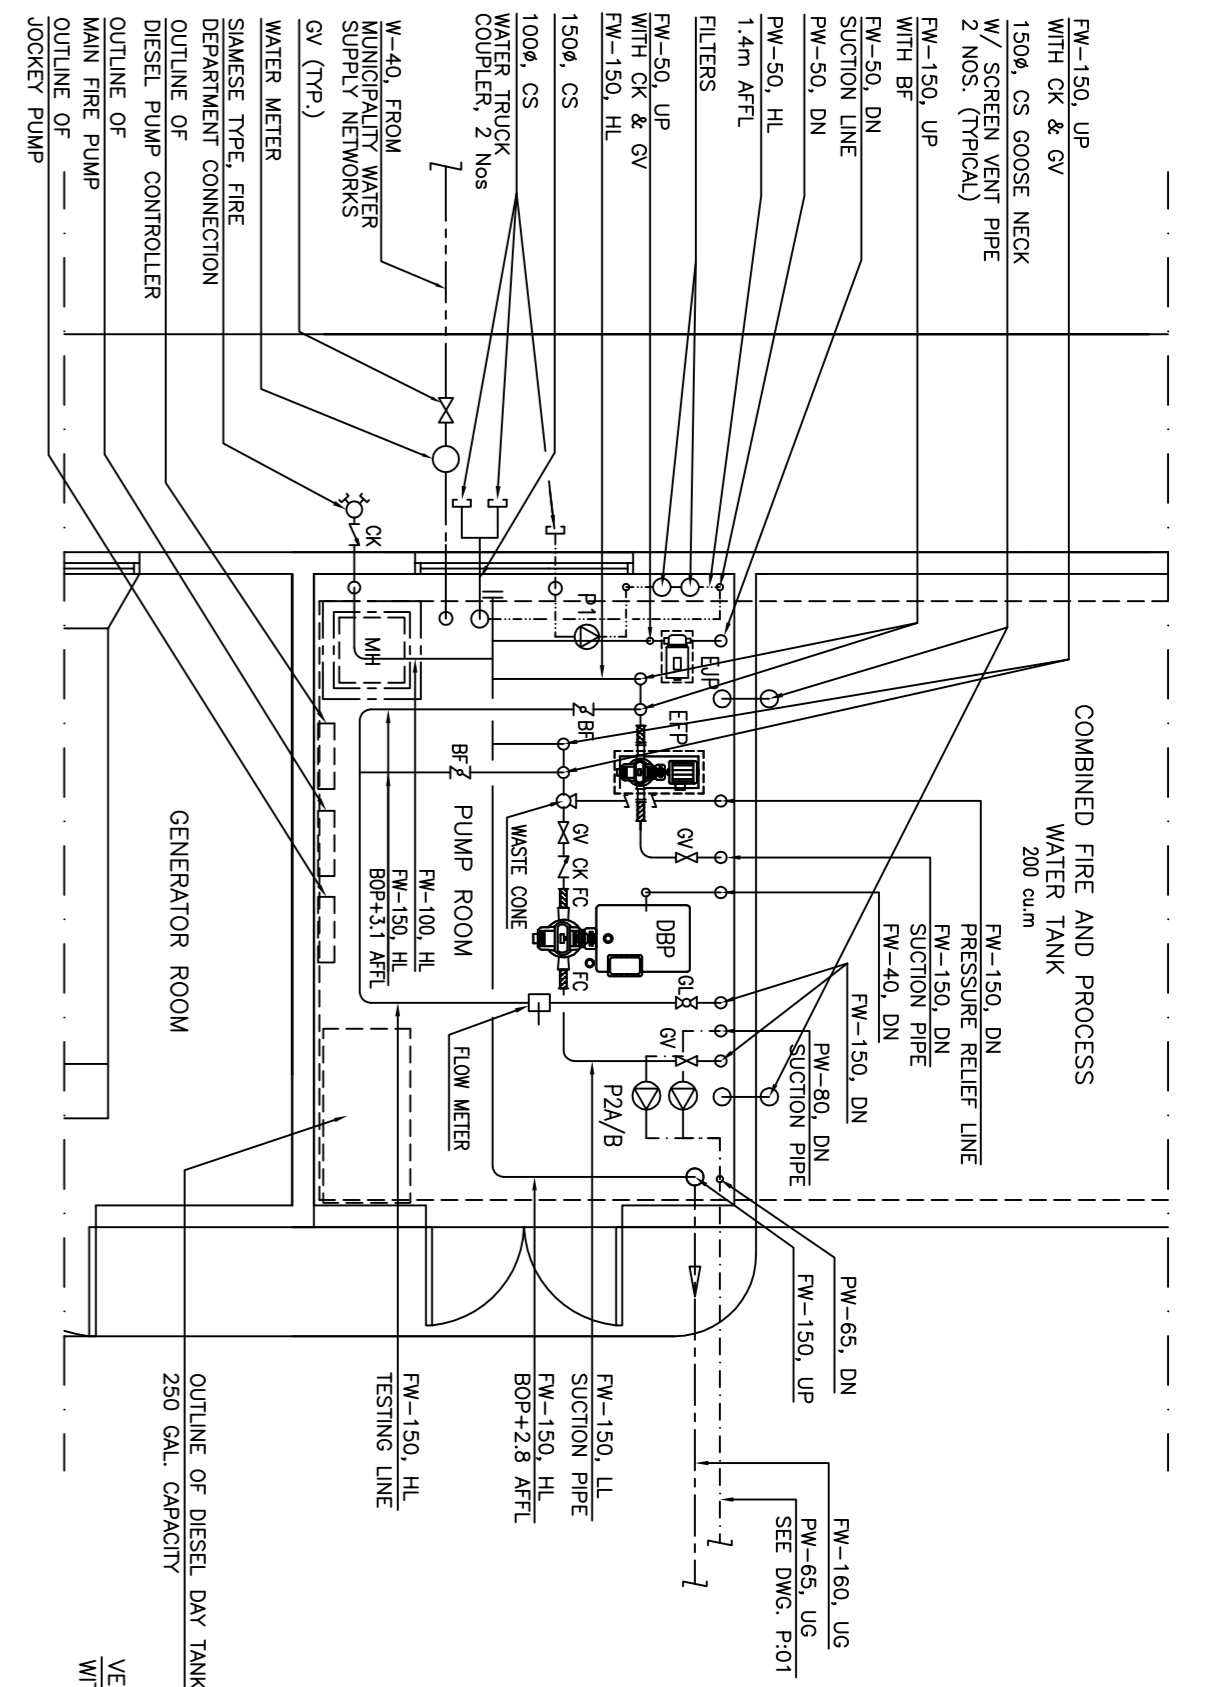 FW-150, UP
WITH CK & GV
150ø, CS GOOSE NECK
W/ SCREEN VENT PIPE
2 NOS. (TYPICAL)
FW-150, UP
WITH BF
FW-50, DN
SUCTION LINE
PW-50, DN
PW-50, HL
1.4m AFFL
FILTERS
FW-50, UP
WITH CK & GV
FW-150, HL
150ø, CS
100ø, CS
WATER TRUCK
COUPLER, 2 Nos
W-40, FROM
MUNICIPALITY WATER
SUPPLY NETWORKS
GV (TYP.)
WATER METER
SIAMESE TYPE, FIRE
DEPARTMENT CONNECTION
OUTLINE OF
DIESEL PUMP CONTROLLER
OUTLINE OF
MAIN FIRE PUMP
OUTLINE OF
JOCKEY PUMP
COMBINED FIRE AND PROCESS
WATER TANK
200 cu.m
CK
MH
P1
EJP
EFP
BF
BF
GV
WASTE CONE
GV
CK
FC
DBP
FC
GL
GV
P2A/B
PUMP ROOM
FW-100, HL
FW-150, HL
BOP+3.1 AFFL
GENERATOR ROOM
FLOW METER
FW-150, DN
PRESSURE RELIEF LINE
FW-150, DN
SUCTION PIPE
FW-40, DN
FW-150, DN
PW-80, DN
SUCTION PIPE
PW-65, DN
FW-150, UP
FW-160, UG
PW-65, UG
SEE DWG. P:01
FW-150, LL
SUCTION PIPE
FW-150, HL
BOP+2.8 AFFL
FW-150, HL
TESTING LINE
OUTLINE OF DIESEL DAY TANK
250 GAL. CAPACITY
VE
WIT